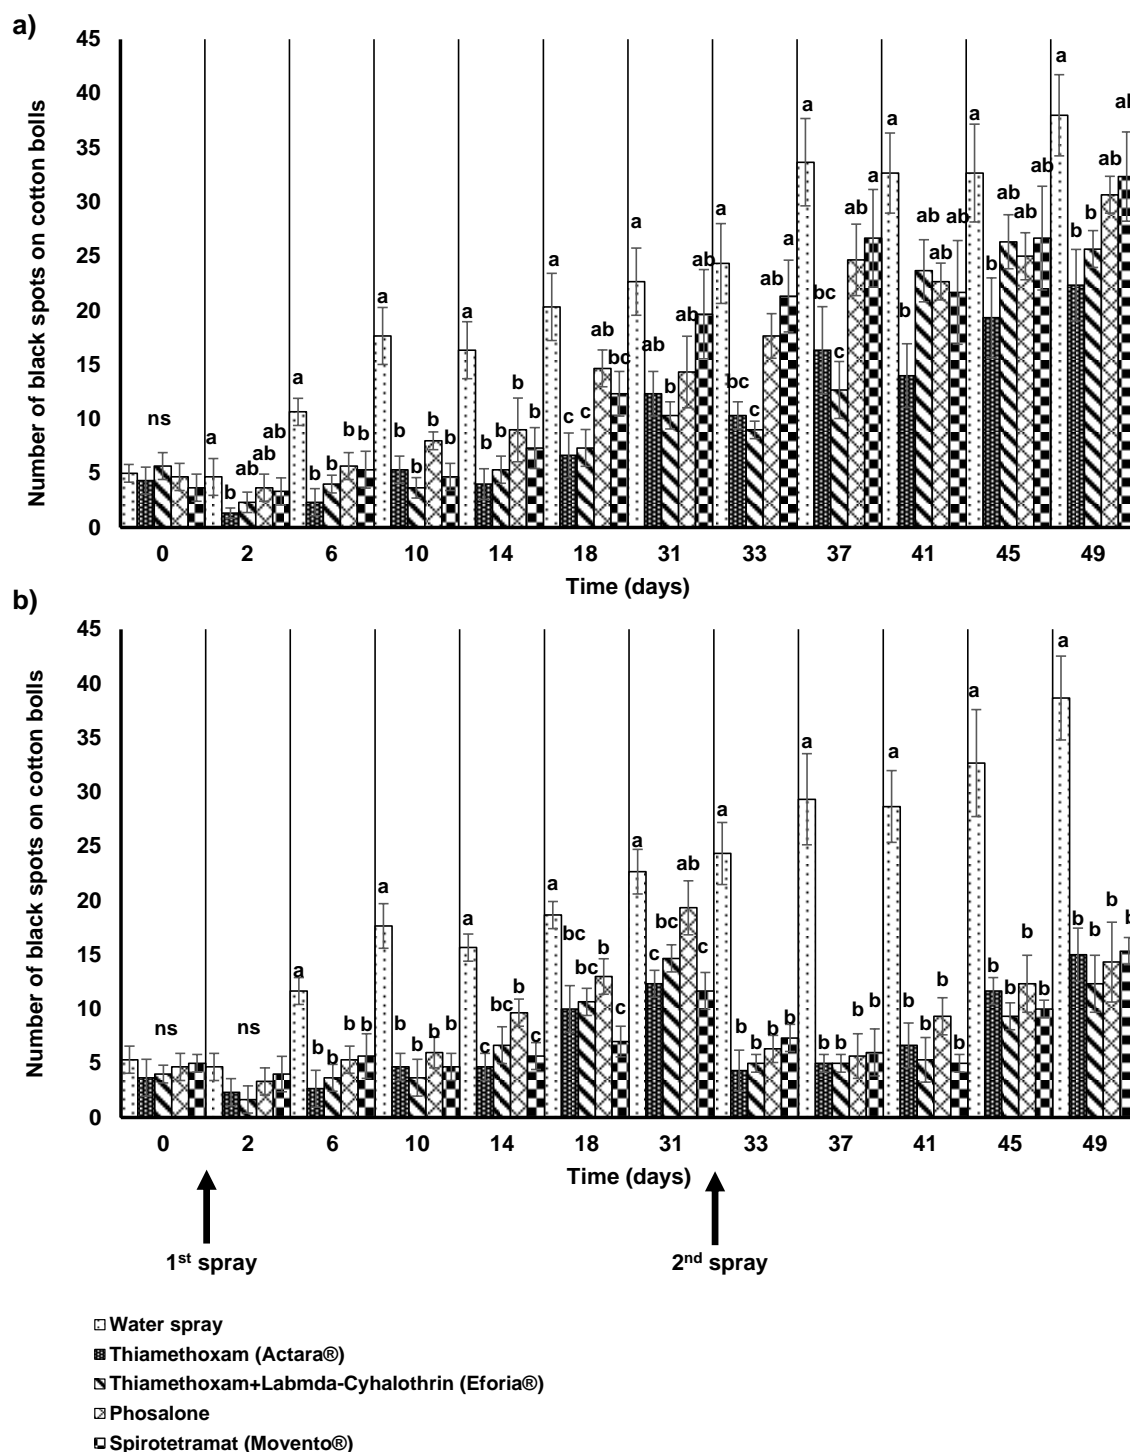 a)
Number of black spots on cotton bolls
45
40
35
30
25
20
15
10
5
0
ns
a b ab ab
a b b b b
a b b b b
a b b b b
a c c ab bc
a ab b ab ab
a bc c ab a
a bc c ab a
a b ab ab ab
a b ab ab ab
a b b ab
0 2 6 10 14 18 31 33 37 41 45 49
Time (days)
b)
Number of black spots on cotton bolls
45
40
35
30
25
20
15
10
5
0
ns
ns
a b b b b
a b b b b
a c bc b c
a bc bc b c
a c bc ab c
a b b b b
a b b b b
a b b b b
a b b b b
a b b b
0 2 6 10 14 18 31 33 37 41 45 49
Time (days)
1st spray
2nd spray
Water spray
Thiamethoxam (Actara®)
Thiamethoxam+Labmda-Cyhalothrin (Eforia®)
Phosalone
Spirotetramat (Movento®)